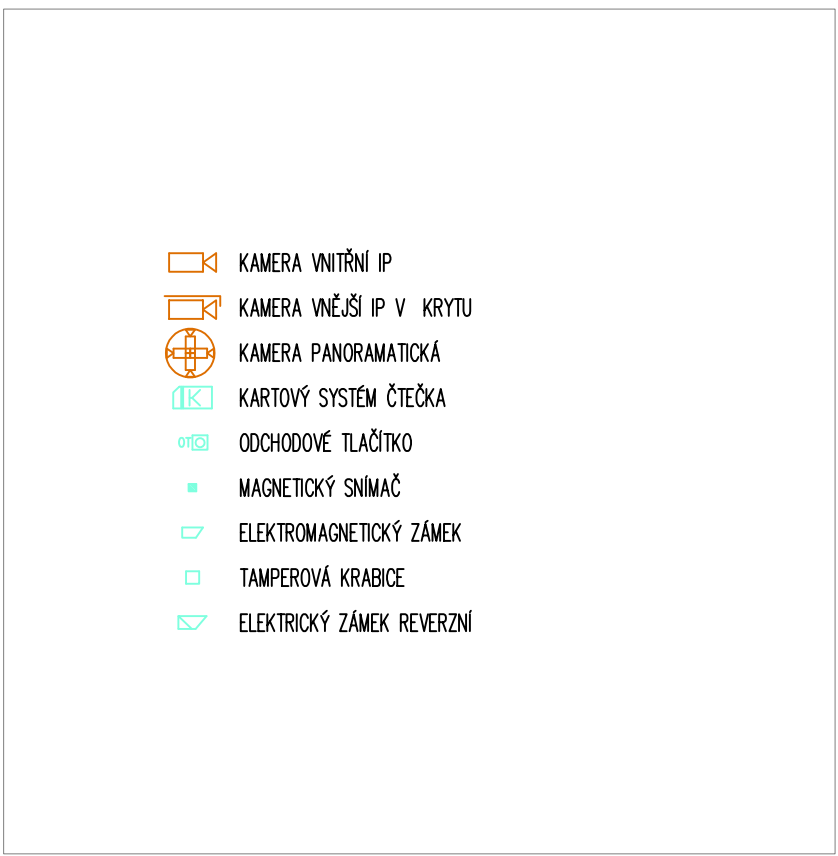 KAMERA VNITŘNÍ IP
KAMERA VNĚJŠÍ IP V KRYTU
KAMERA PANORAMATICKÁ
K KARTOVÝ SYSTÉM ČTEČKA
OT ODCHODOVÉ TLAČÍTKO
MAGNETICKÝ SNÍMAČ
ELEKTROMAGNETICKÝ ZÁMEK
TAMPEROVÁ KRABICE
ELEKTRICKÝ ZÁMEK REVERZNÍ